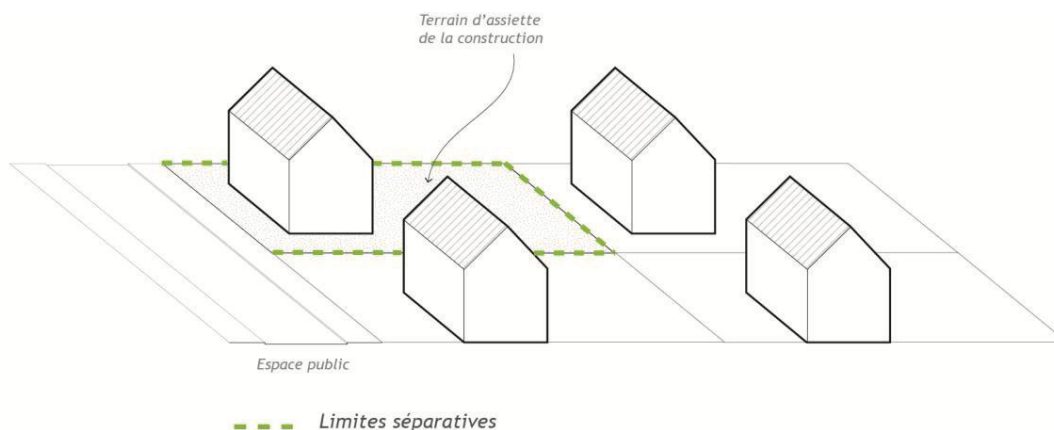 Terrain d'assiette
de la construction
Espace public
Limites séparatives